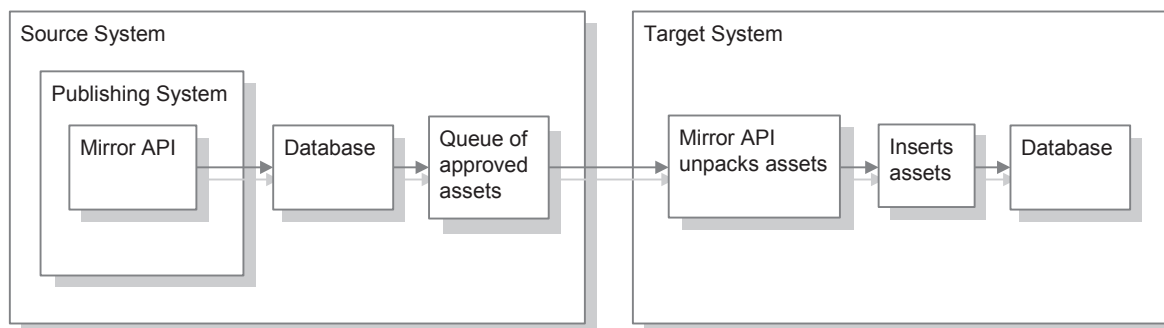 Source System
Publishing System
Mirror API
Database
Queue of
approved
assets
Target System
Mirror API
unpacks assets
Inserts
assets
Database